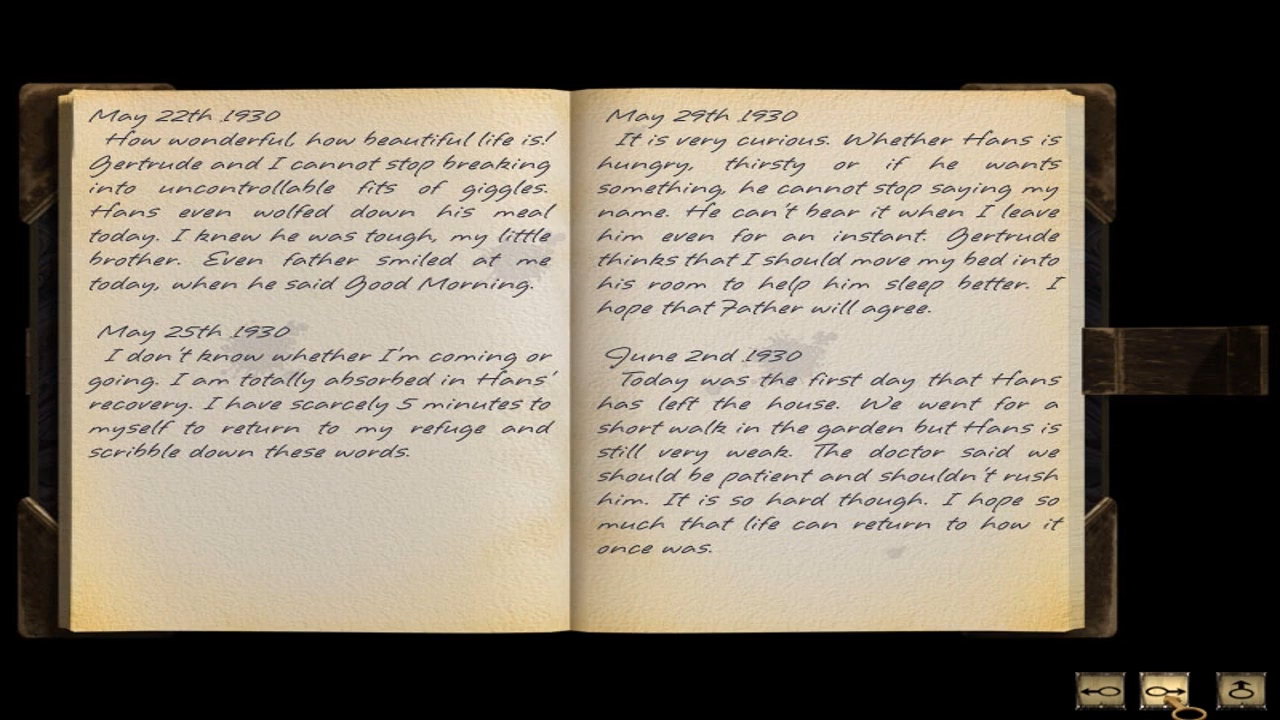 May 22th 1930
How wonderful, how beautiful life is!
Gertrude and I cannot stop breaking
into uncontrollable fits of giggles.
Hans even wolfed down his meal
today. I knew he was tough, my little
brother. Even father smiled at me
today, when he said Good Morning.
May 25th 1930
I don't know whether I'm coming or
going. I am totally absorbed in Hans'
recovery. I have scarcely 5 minutes to
myself to return to my refuge and
scribble down these words.
May 29th 1930
It is very curious. Whether Hans is
hungry, thirsty or if he wants
something, he cannot stop saying my
name. He can't bear it when I leave
him even for an instant. Gertrude
thinks that I should move my bed into
his room to help him sleep better. I
hope that Father will agree.
June 2nd 1930
Today was the first day that Hans
has left the house. We went for a
short walk in the garden but Hans is
still very weak. The doctor said we
should be patient and shouldn't rush
him. It is so hard though. I hope so
much that life can return to how it
once was.